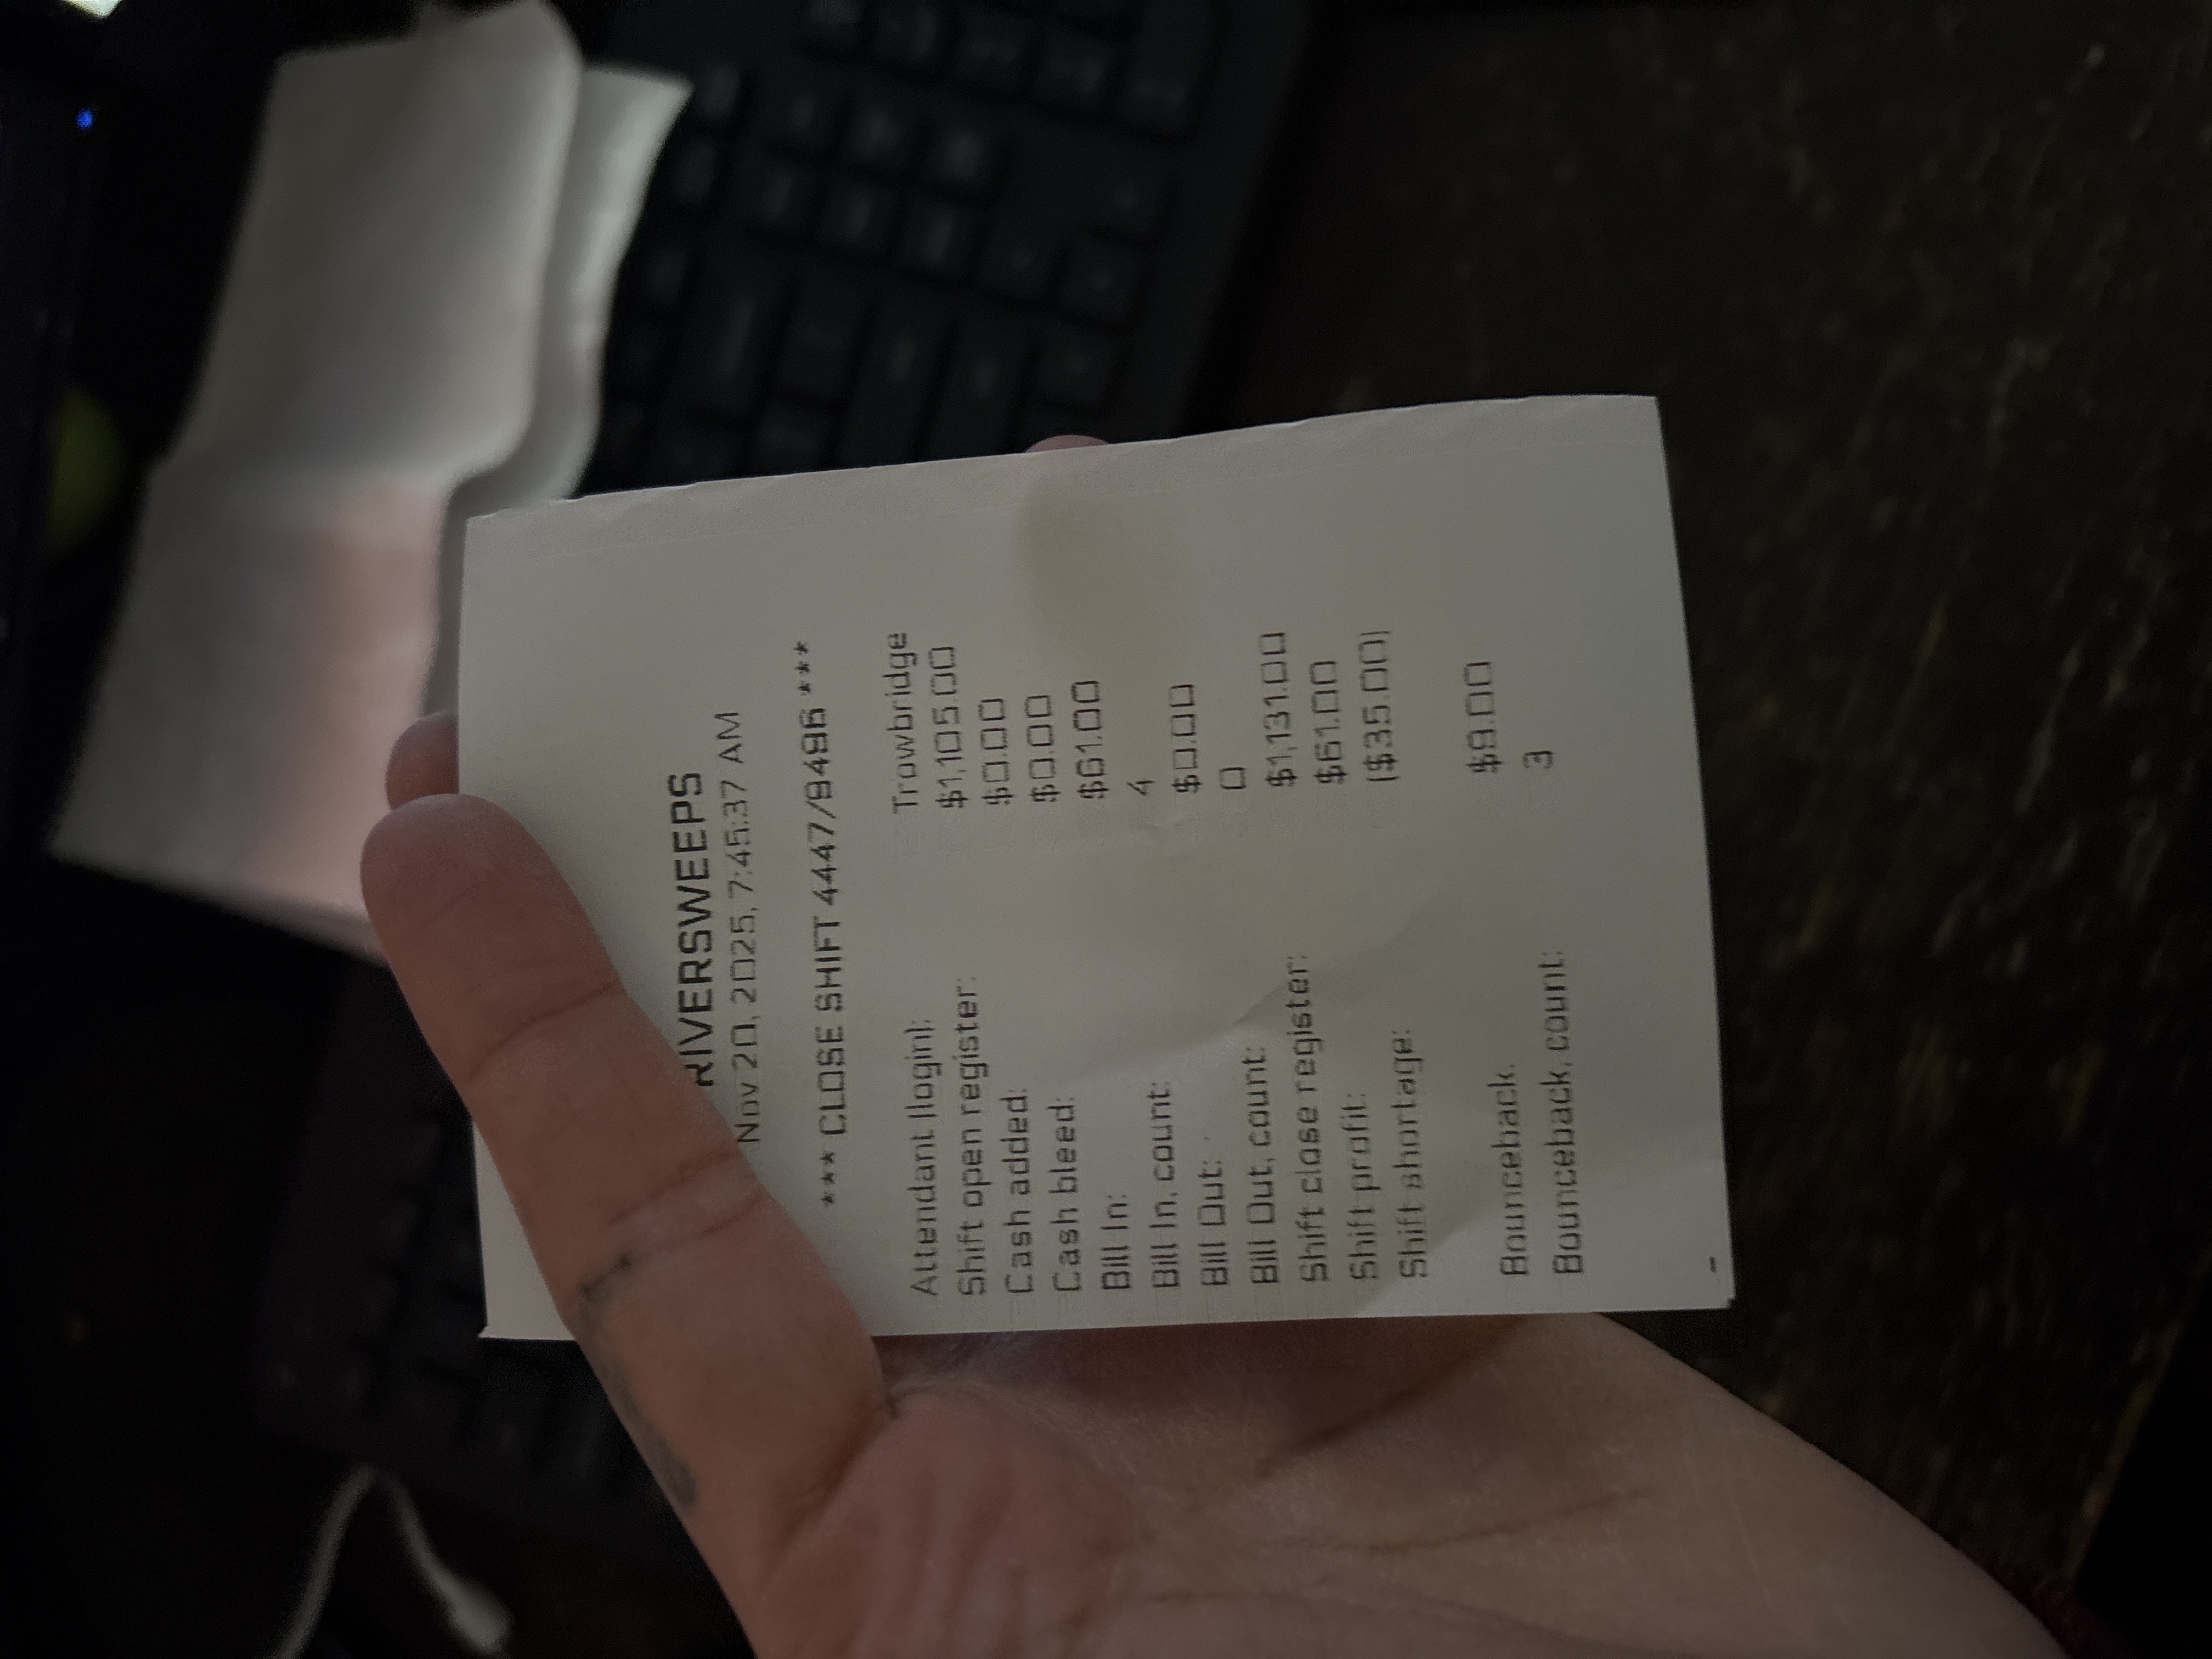 RIVERSWEEPS
Nov 20, 2025, 7:45:37 AM
*** CLOSE SHIFT 4447/9496 ***
Attendant (login): Trowbridge
Shift open register: $1,105.00
Cash added: $0.00
Cash bleed: $0.00
Bill In: $61.00
Bill In, count: 4
Bill Out: $0.00
Bill Out, count: 0
Shift close register: $1,131.00
Shift profit: $61.00
Shift shortage: ($35.00)
Bounceback: $9.00
Bounceback, count: 3